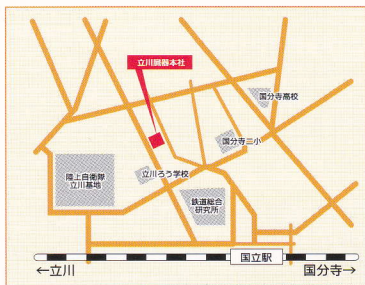 立川捌器本社
国分寺高校
国分寺二小
陸上自衛隊
立川基地
立川ろう学校
鉄道総合
研究所
国立駅
←立川
国分寺→